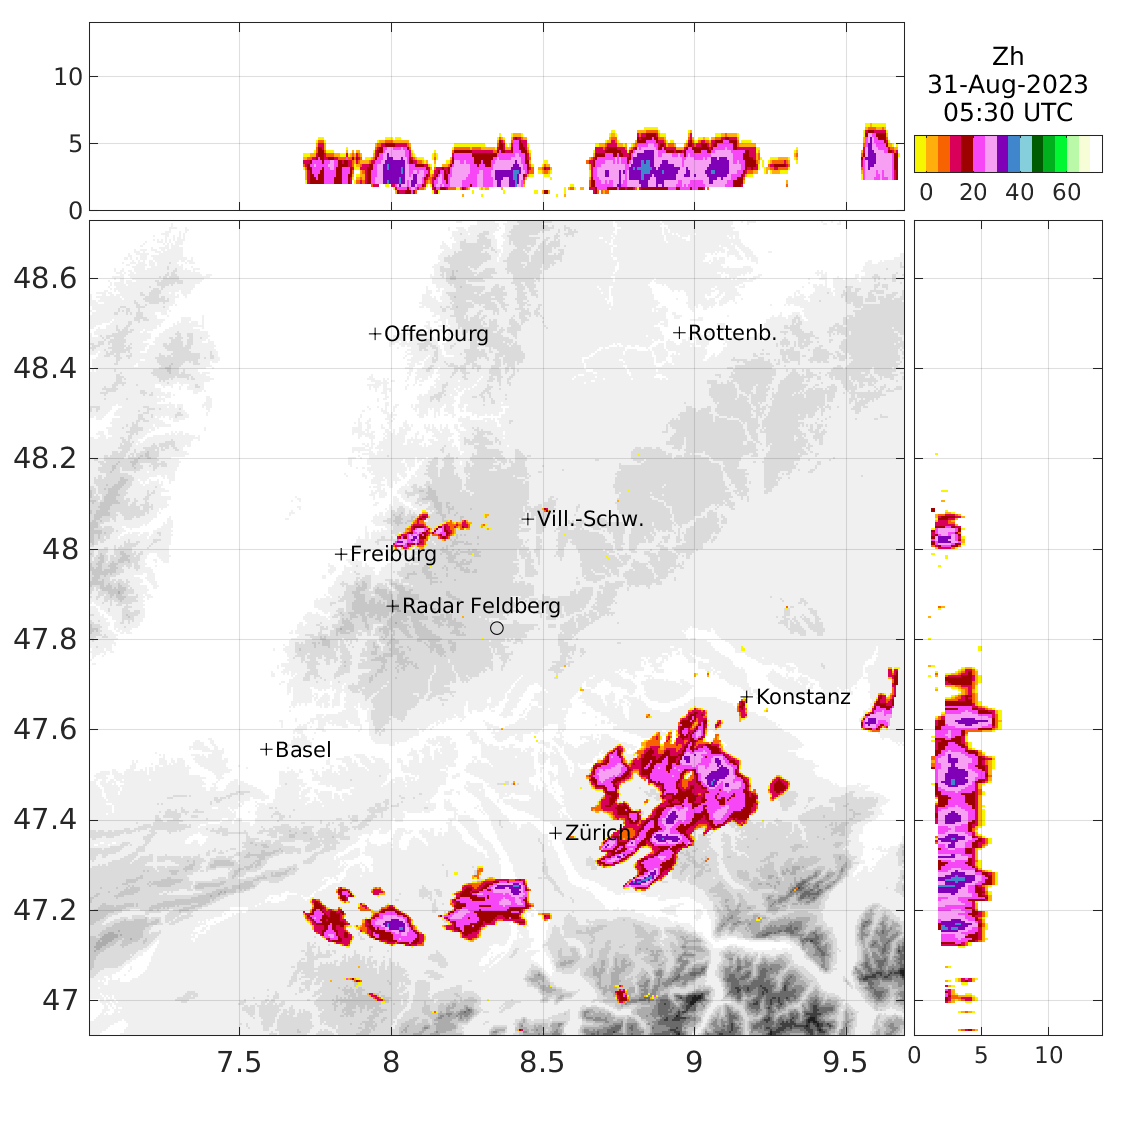 10
5
0
Zh
31-Aug-2023
05:30 UTC
0 20 40 60
48.6
48.4
48.2
48
47.8
47.6
47.4
47.2
47
+Offenburg
+Rottenb.
+Vill.-Schw.
+Freiburg
+Radar Feldberg
+Konstanz
+Basel
+Zürich
7.5 8 8.5 9 9.5
0 5 10